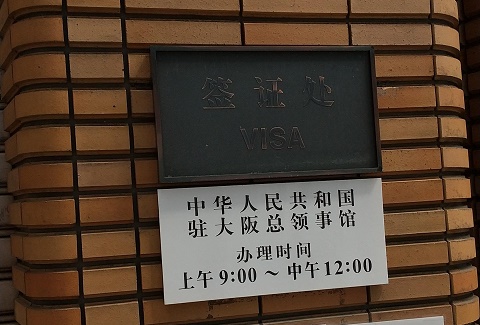 签证处
VISA
中华人民共和国
驻大阪总领事馆
办理时间
上午 9:00 ～ 中午 12:00